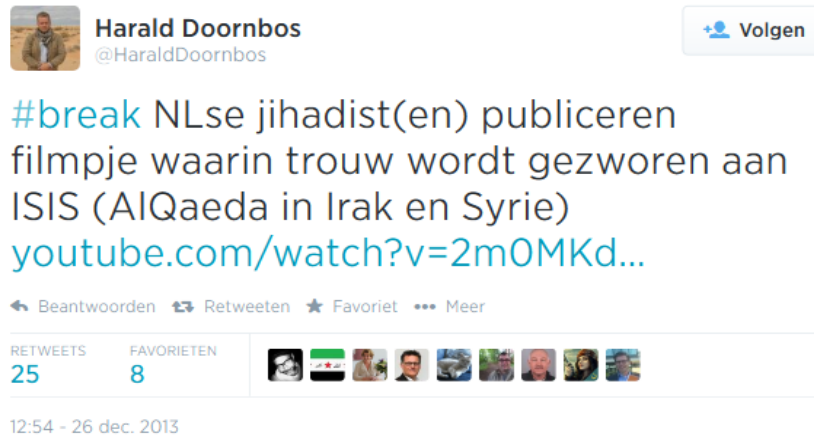 Harald Doornbos
@HaraldDoornbos
Volgen
#break NLse jihadist(en) publiceren
filmpje waarin trouw wordt gezworen aan
ISIS (AlQaeda in Irak en Syrie)
youtube.com/watch?v=2m0MKd...
Beantwoorden Retweeten Favoriet ••• Meer
RETWEETS FAVORIETEN
25 8
12:54 - 26 dec. 2013